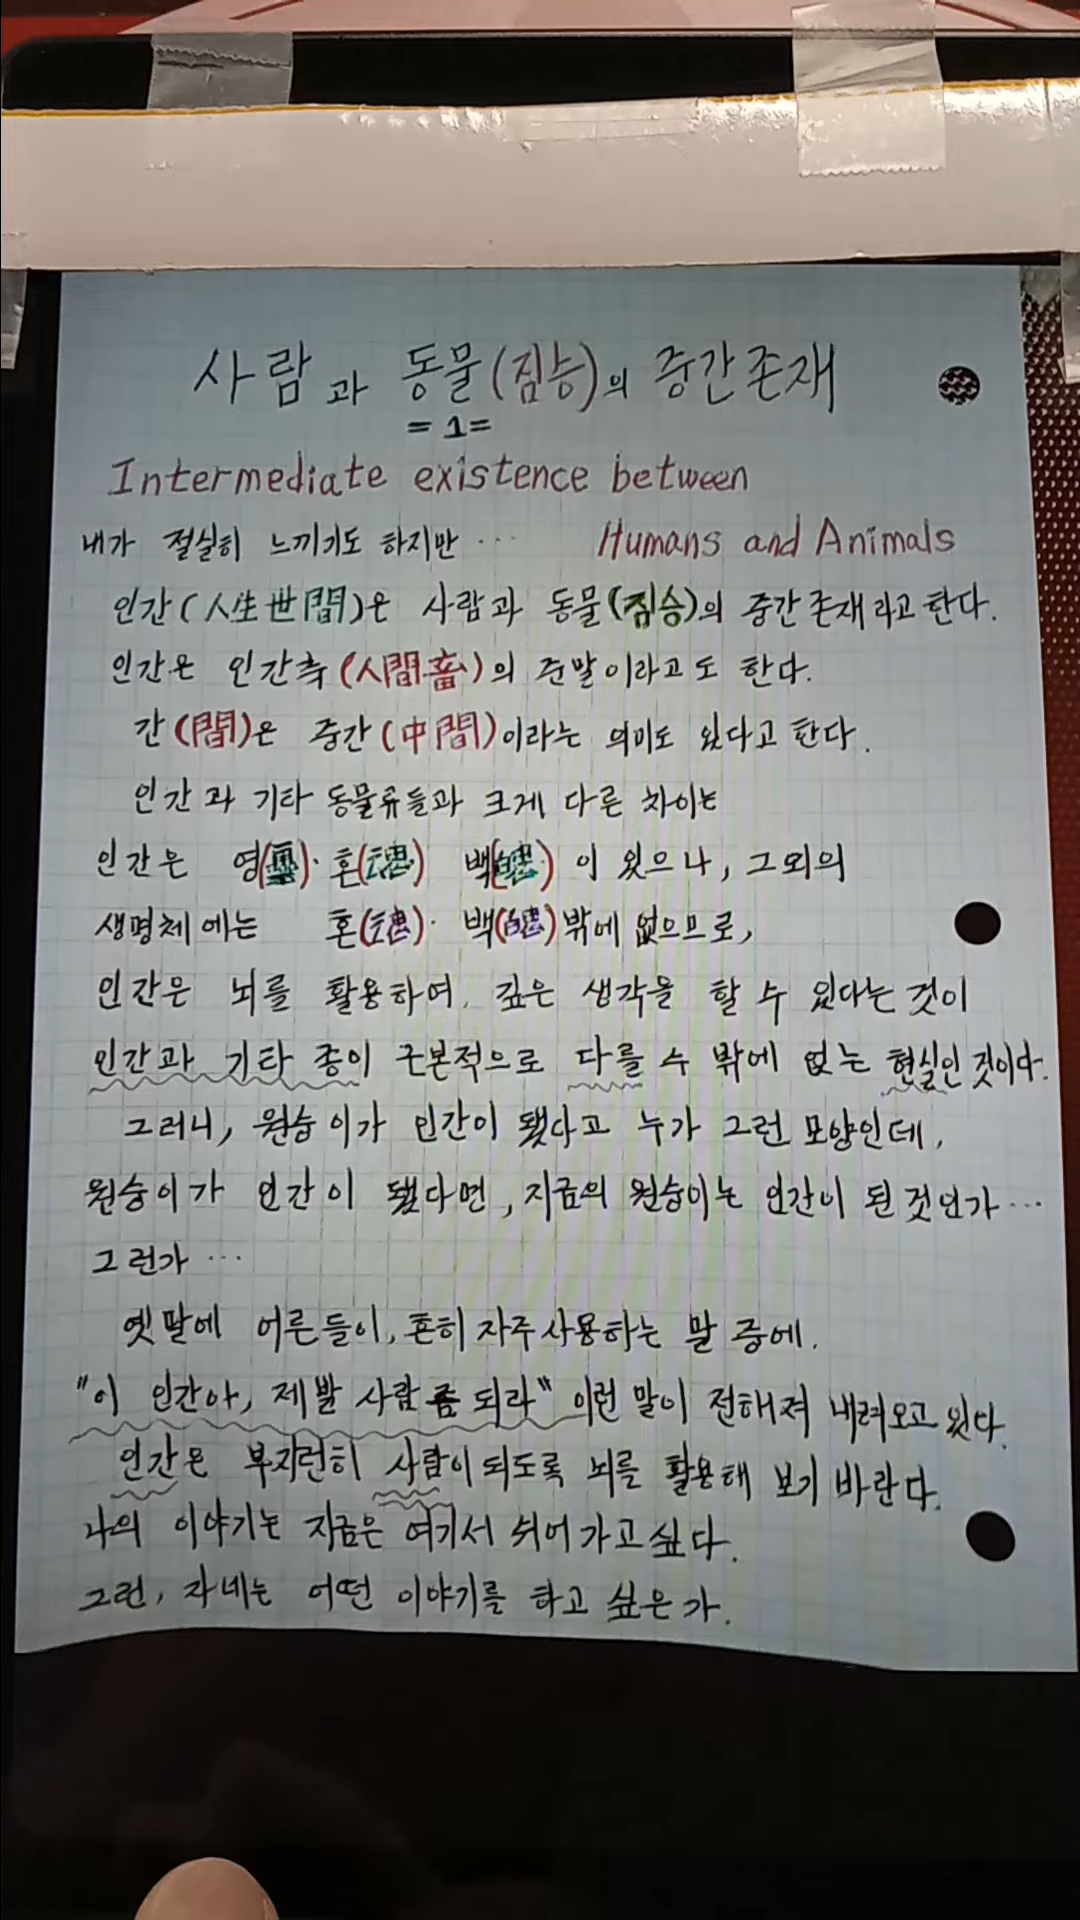 사람과 동물(짐승)의 중간존재
=1=
Intermediate existence between
Humans and Animals
내가 절실히 느끼기도 하지만 ...
인간(人生世間)은 사람과 동물(짐승)의 중간존재라고 한다.
인간은 인간축(人間畜)의 준말이라고도 한다.
간(間)은 중간(中間)이라는 의미도 있다고 한다.
인간과 기타 동물류들과 크게 다른 차이는
인간은 영· 혼 백 이 있으나, 그외의
생명체에는 혼· 백 밖에 없으므로,
인간은 뇌를 활용하여, 깊은 생각을 할 수 있다는 것이
인간과 기타 종이 근본적으로 다를 수 밖에 없는 현실인 것이다.
그러니, 원숭이가 인간이 됐다고 누가 그런 모양인데,
원숭이가 인간이 됐다면, 지금의 원숭이는 인간이 된 것인가 ...
그런가 ...
옛말에 어른들이, 흔히 자주 사용하는 말 중에.
"이 인간아, 제발 사람 좀 되라" 이런 말이 전해져 내려오고 있다.
인간은 부지런히 사람이 되도록 뇌를 활용해 보기 바란다.
나의 이야기는 지금은 여기서 쉬어 가고 싶다.
그런, 자네는 어떤 이야기를 하고 싶은가.